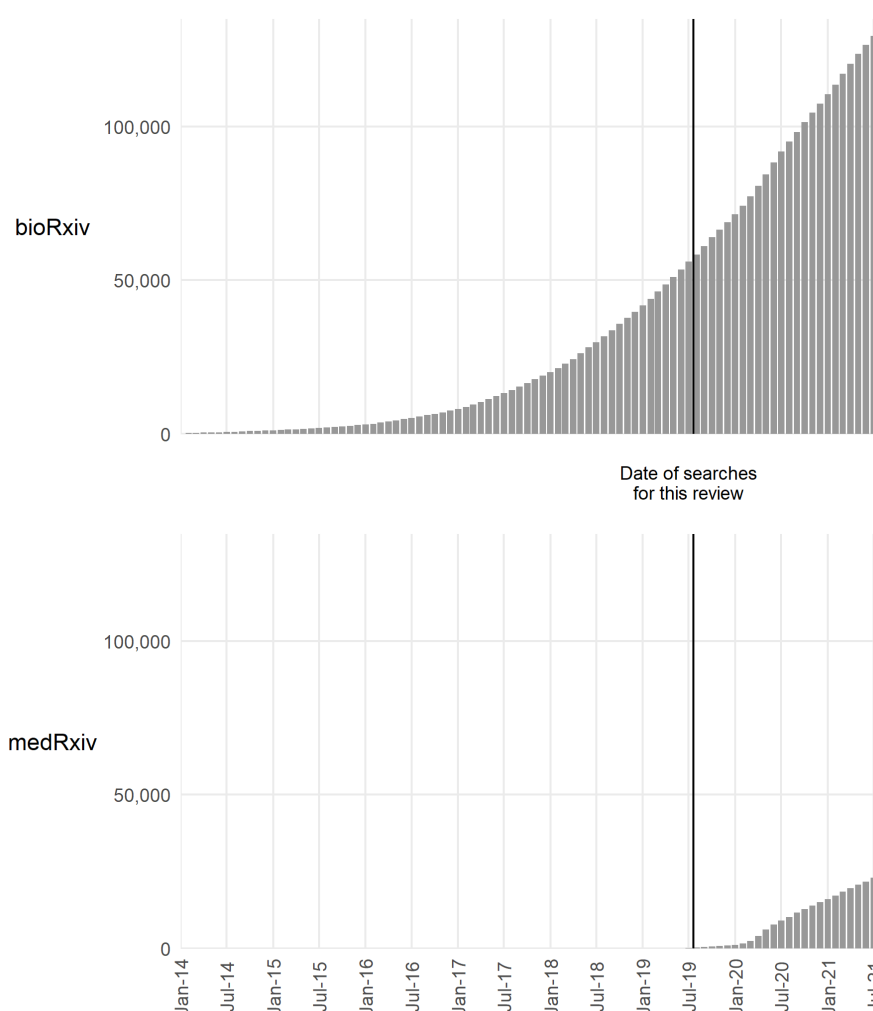 100,000
bioRxiv
50,000
0
Date of searches
for this review
100,000
medRxiv
50,000
0
Jan-14
Jul-14
Jan-15
Jul-15
Jan-16
Jul-16
Jan-17
Jul-17
Jan-18
Jul-18
Jan-19
Jul-19
Jan-20
Jul-20
Jan-21